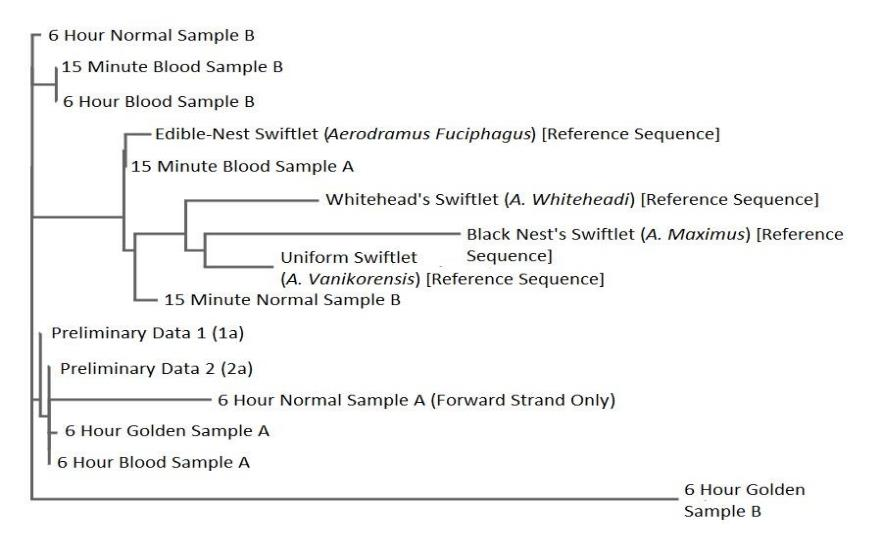 6 Hour Normal Sample B
15 Minute Blood Sample B
6 Hour Blood Sample B
Edible-Nest Swiftlet (Aerodramus Fuciphagus) [Reference Sequence]
15 Minute Blood Sample A
Whitehead's Swiftlet (A. Whiteheadi) [Reference Sequence]
Black Nest's Swiftlet (A. Maximus) [Reference
Sequence]
Uniform Swiftlet
(A. Vanikorensis) [Reference Sequence]
15 Minute Normal Sample B
Preliminary Data 1 (1a)
Preliminary Data 2 (2a)
6 Hour Normal Sample A (Forward Strand Only)
6 Hour Golden Sample A
6 Hour Blood Sample A
6 Hour Golden
Sample B